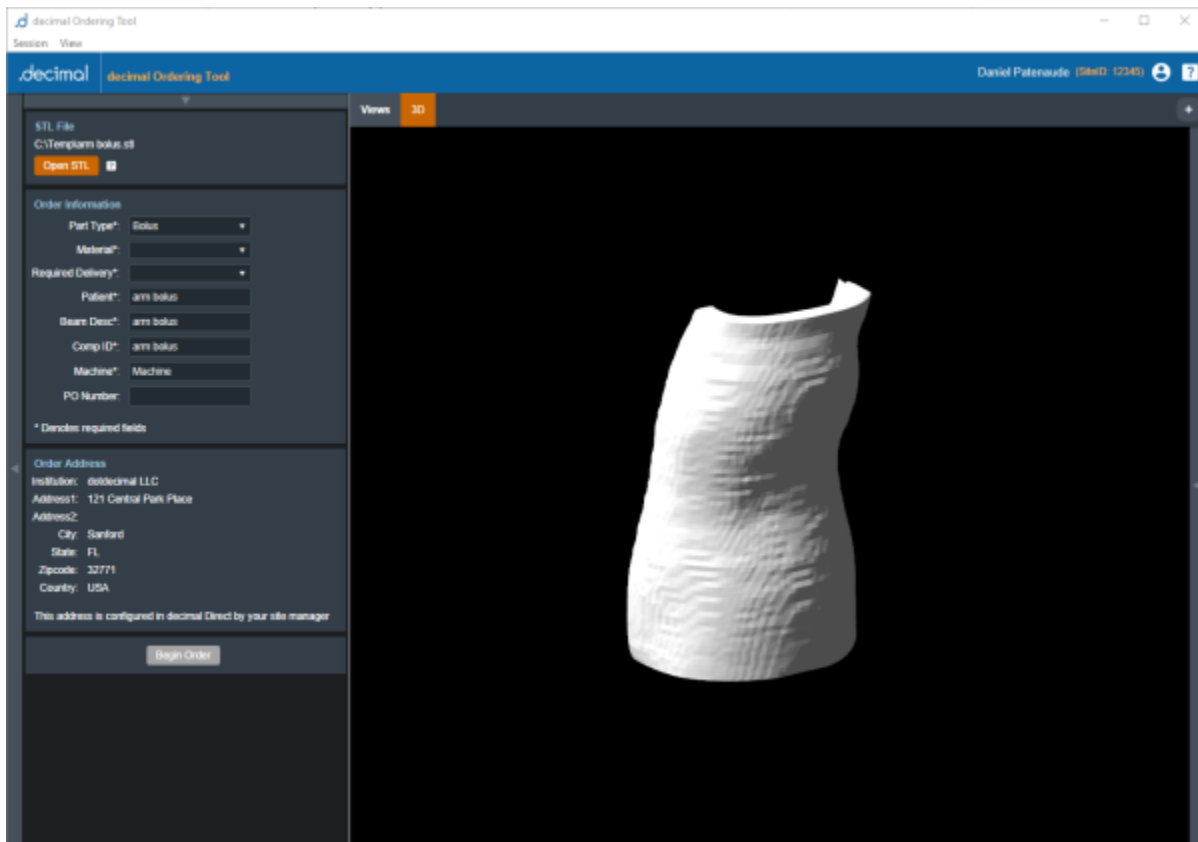 .d decimal Ordering Tool
Session View
.decimal decimal Ordering Tool Daniel Patenaude (SiteID: 12345) ?
Views 3D +
STL File
C:\Temp\arm bolus.stl
Open STL ?
Order Information
Part Type*: Bolus
Material*:
Required Delivery*:
Patient*: arm bolus
Beam Desc*: arm bolus
Comp ID*: arm bolus
Machine*: Machine
PO Number:
* Denotes required fields
Order Address
Institution: dotdecimal LLC
Address1: 121 Central Park Place
Address2:
City: Sanford
State: FL
Zipcode: 32771
Country: USA
This address is configured in decimal Direct by your site manager
Begin Order